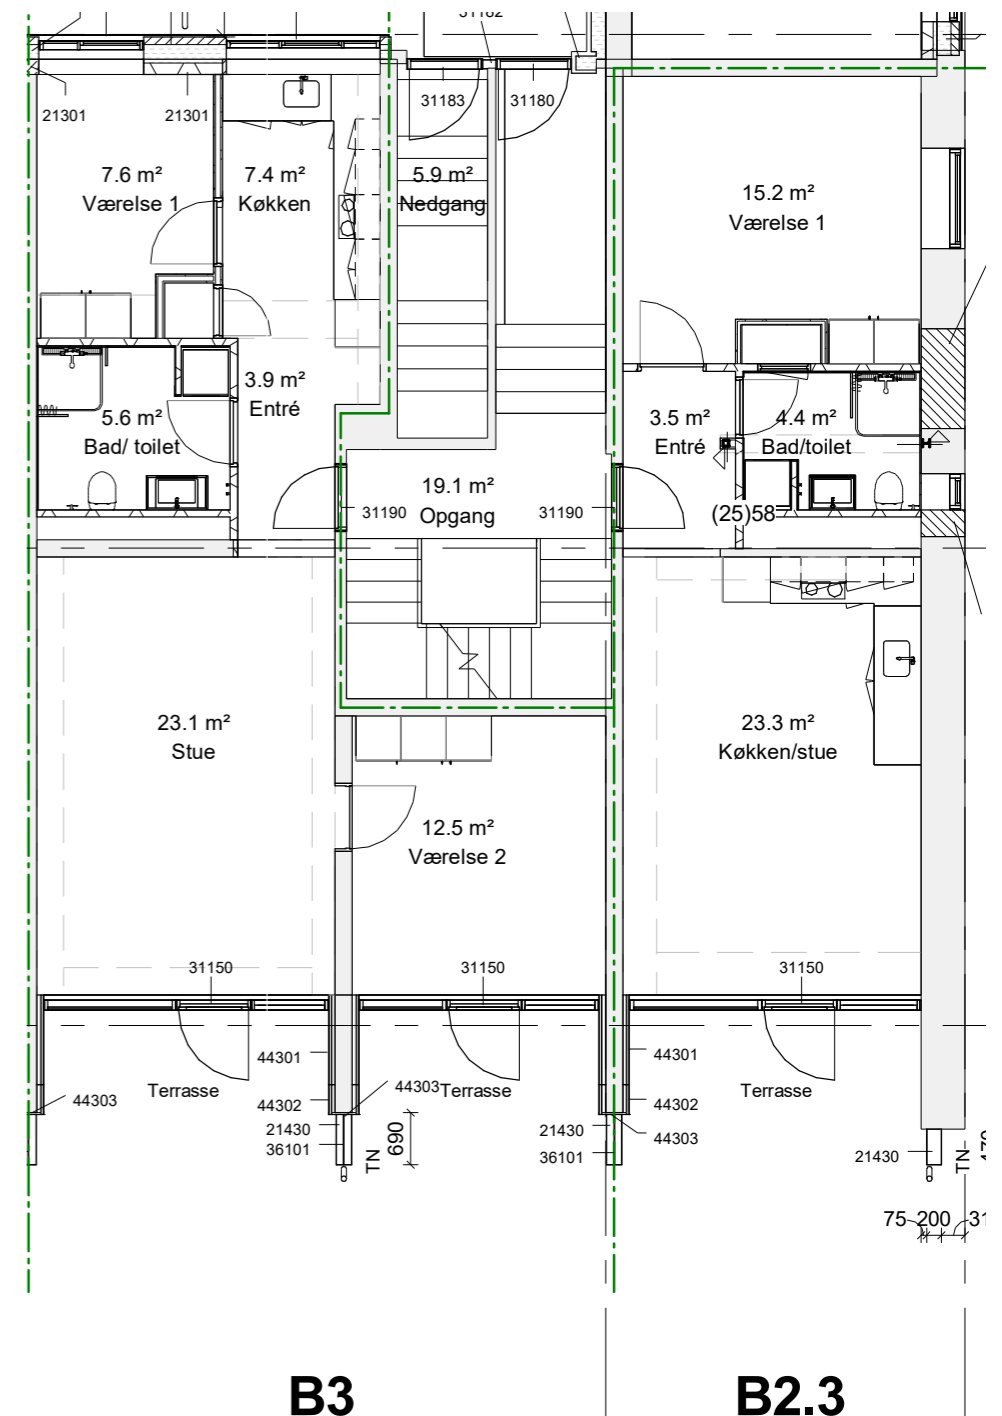 31182
31183
31180
21301
21301
7.6 m²
Værelse 1
7.4 m²
Køkken
5.9 m²
Nedgang
15.2 m²
Værelse 1
3.9 m²
Entré
5.6 m²
Bad/ toilet
3.5 m²
Entré
4.4 m²
Bad/toilet
19.1 m²
Opgang
31190
31190
(25)58
23.1 m²
Stue
23.3 m²
Køkken/stue
12.5 m²
Værelse 2
31150
31150
31150
44301
44301
Terrasse
Terrasse
Terrasse
44303
44302
44303
44302
21430
36101
690
TN
21430
36101
44303
21430
TN
75 200
B3
B2.3